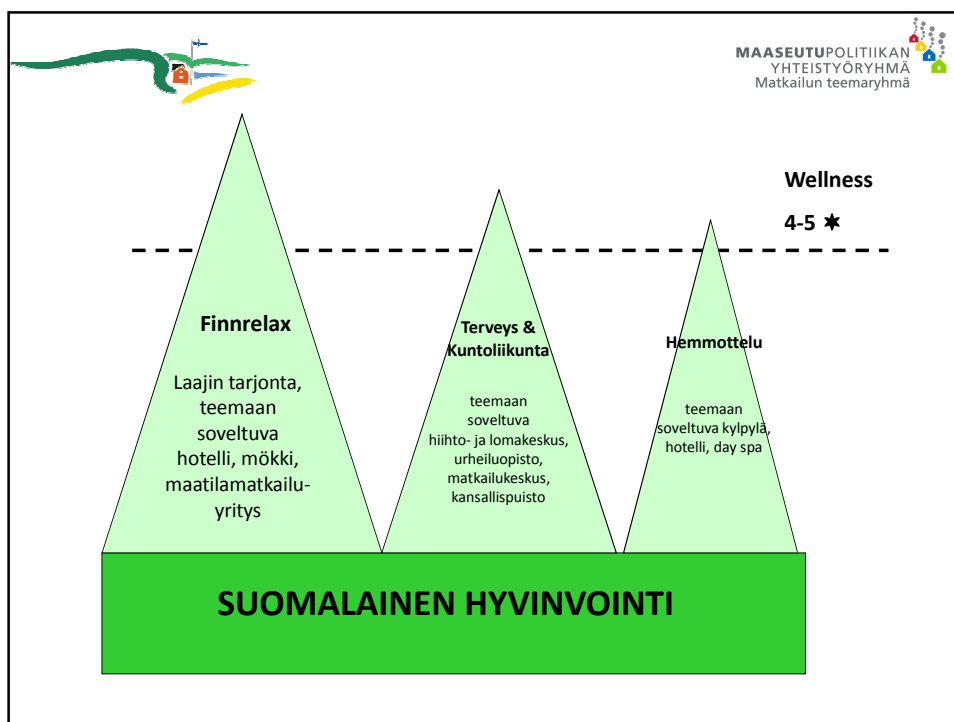 MAASEUTUPOLITIIKAN
YHTEISTYÖRYHMÄ
Matkailun teemaryhmä
Wellness
4-5 ★
Finnrelax
Laajin tarjonta,
teemaan
soveltuva
hotelli, mökki,
maatilamatkailu-
yritys
Terveys &
Kuntoliikunta
teemaan
soveltuva
hiihto- ja lomakeskus,
urheiluopisto,
matkailukeskus,
kansallispuisto
Hemmottelu
teemaan
soveltuva kylpylä,
hotelli, day spa
SUOMALAINEN HYVINVOINTI